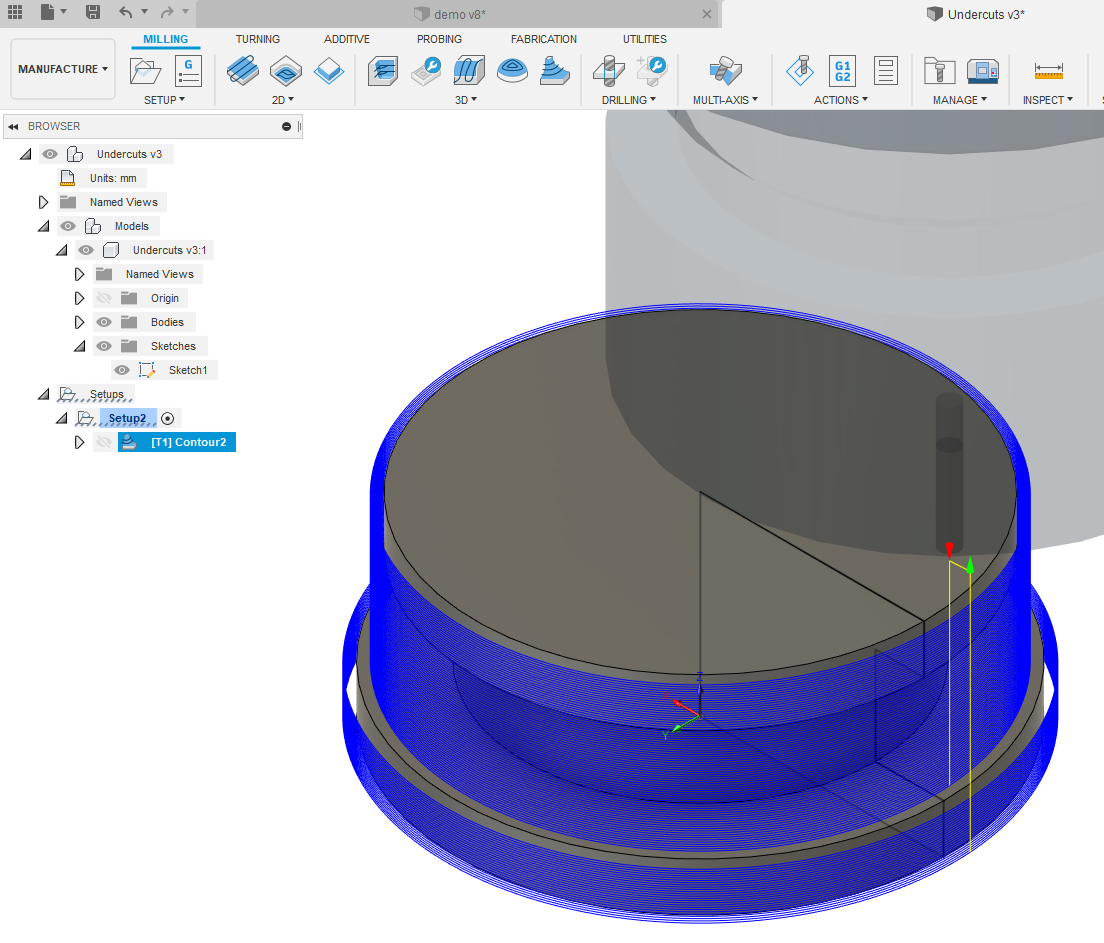 demo v8*
Undercuts v3*
MILLING TURNING ADDITIVE PROBING FABRICATION UTILITIES
MANUFACTURE
G
G1
G2
SETUP 2D 3D DRILLING MULTI-AXIS ACTIONS MANAGE INSPECT
BROWSER
Undercuts v3
Units: mm
Named Views
Models
Undercuts v3:1
Named Views
Origin
Bodies
Sketches
Sketch1
Setups
Setup2
[T1] Contour2
Z
Y